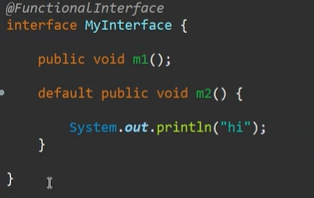 @FunctionalInterface
interface MyInterface {
public void m1();
default public void m2() {
System.out.println("hi");
}
}